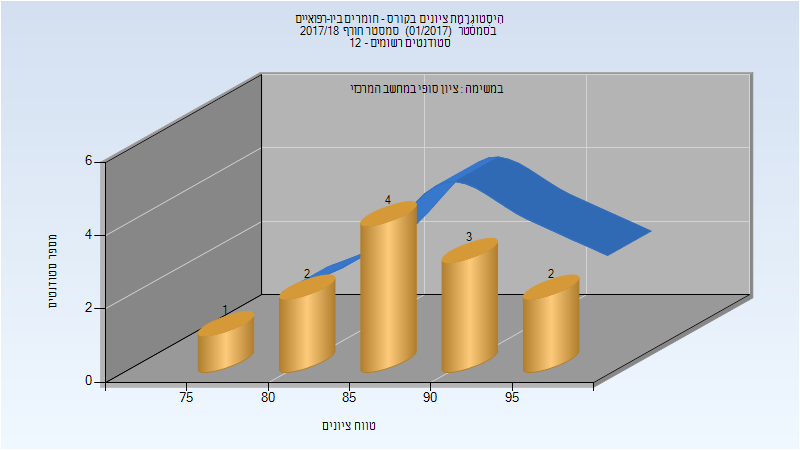 היסטוגרמת ציונים בקורס - חומרים ביו-רפואיים
בסמסטר (01/2017) סמסטר חורף 2017/18
סטודנטים רשומים - 12
במשימה : ציון סופי במחשב המרכזי
6
4
2
0
מספר סטודנטים
1
2
4
3
2
75
80
85
90
95
טווח ציונים